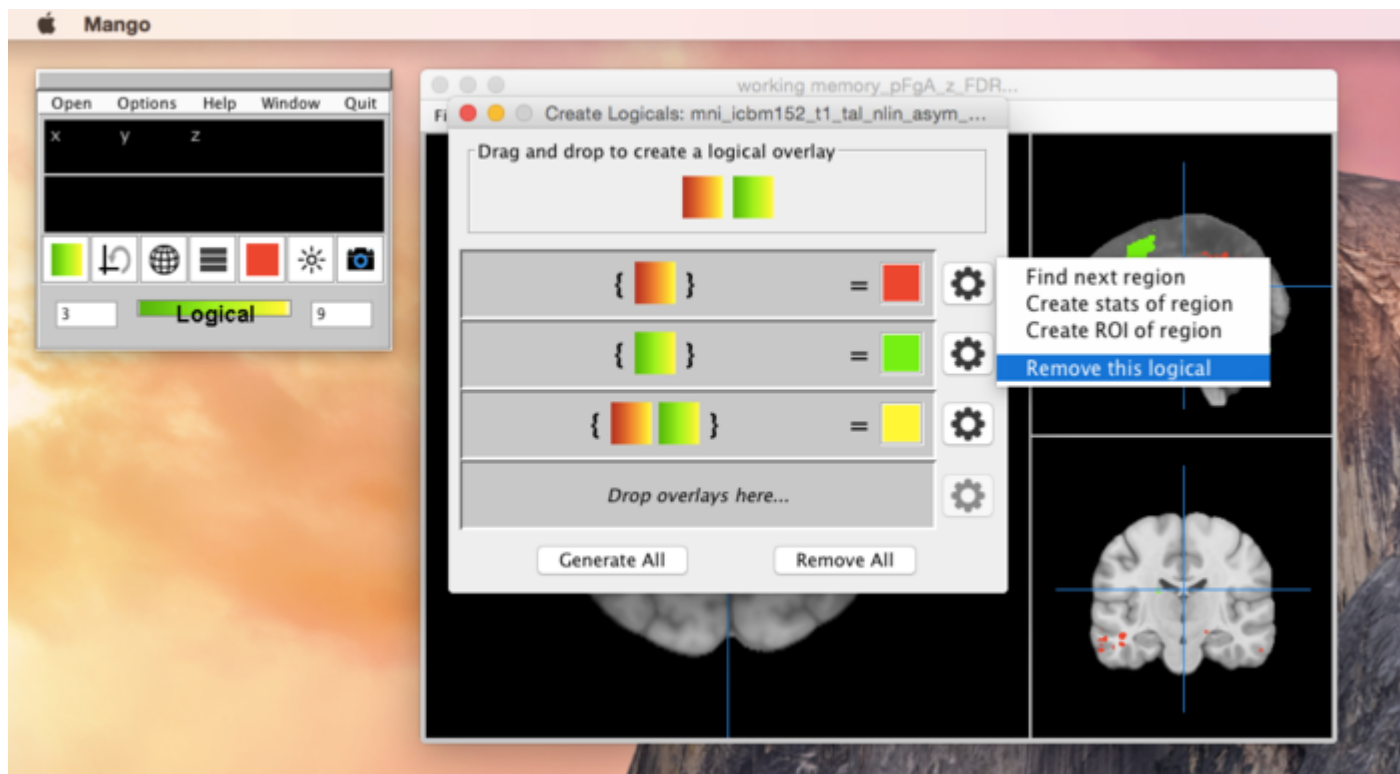 Mango
Open Options Help Window Quit
x y z
3 Logical 9
working memory_pFgA_z_FDR...
Fi
Create Logicals: mni_icbm152_t1_tal_nlin_asym_...
Drag and drop to create a logical overlay
{ } =
{ } =
{ } =
Drop overlays here...
Generate All Remove All
Find next region
Create stats of region
Create ROI of region
Remove this logical